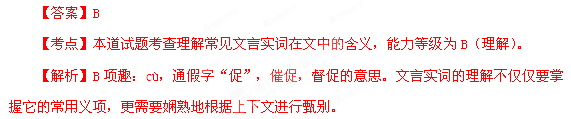 【答案】B
【考点】本道试题考查理解常见文言实词在文中的含义，能力等级为 B（理解）。
【解析】B 项趣：cù，通假字“促”，催促，督促的意思。文言实词的理解不仅仅要掌
握它的常用义项，更需要娴熟地根据上下文进行甄别。